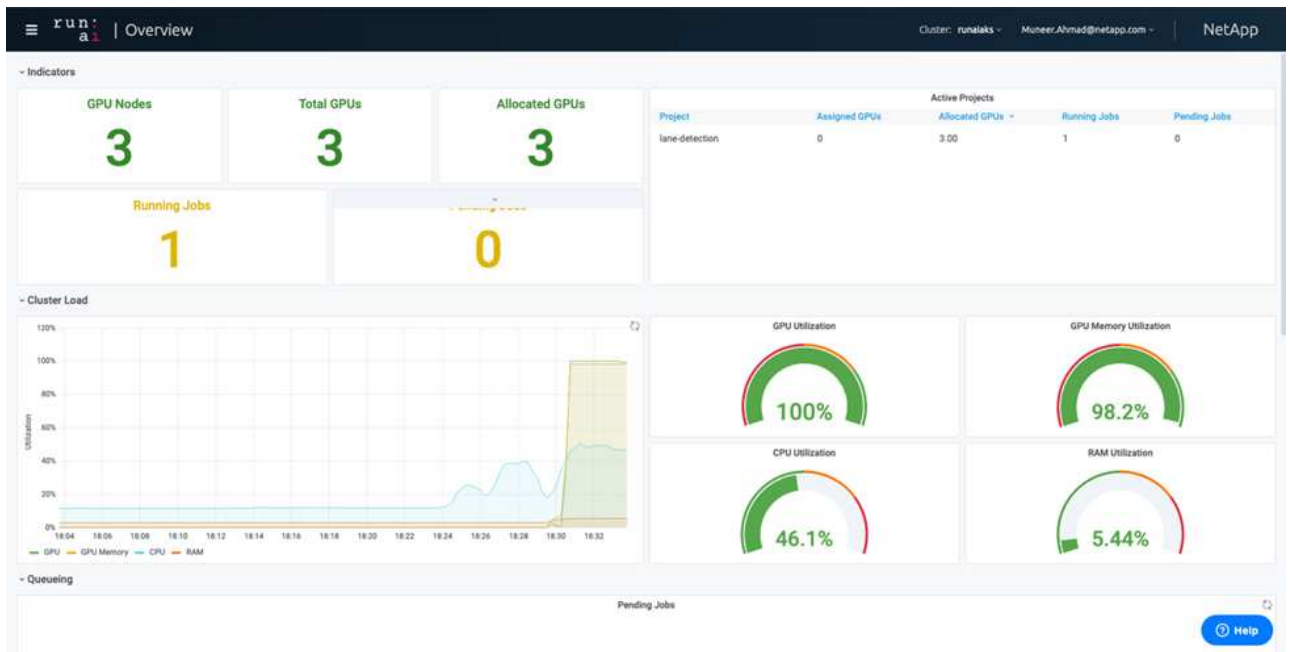 run:
ai | Overview
Cluster: runalaks
Muneer.Ahmad@netapp.com
NetApp
Indicators
GPU Nodes
3
Total GPUs
3
Allocated GPUs
3
Active Projects
Project Assigned GPUs Allocated GPUs Running Jobs Pending Jobs
lane-detection 0 3.00 1 0
Running Jobs
1
0
Cluster Load
120%
100%
80%
60%
40%
20%
0%
Utilization
18:04 18:06 18:08 18:10 18:12 18:14 18:16 18:18 18:20 18:22 18:24 18:26 18:28 18:30 18:32
GPU GPU Memory CPU RAM
GPU Utilization
100%
GPU Memory Utilization
98.2%
CPU Utilization
46.1%
RAM Utilization
5.44%
Queueing
Pending Jobs
Help